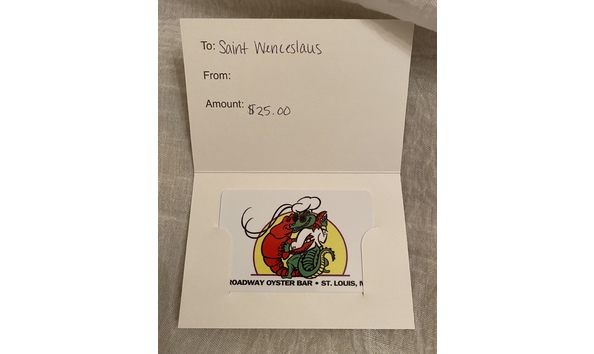 To: Saint Wenceslaus
From:
Amount: $25.00
ROADWAY OYSTER BAR • ST. LOUIS, M